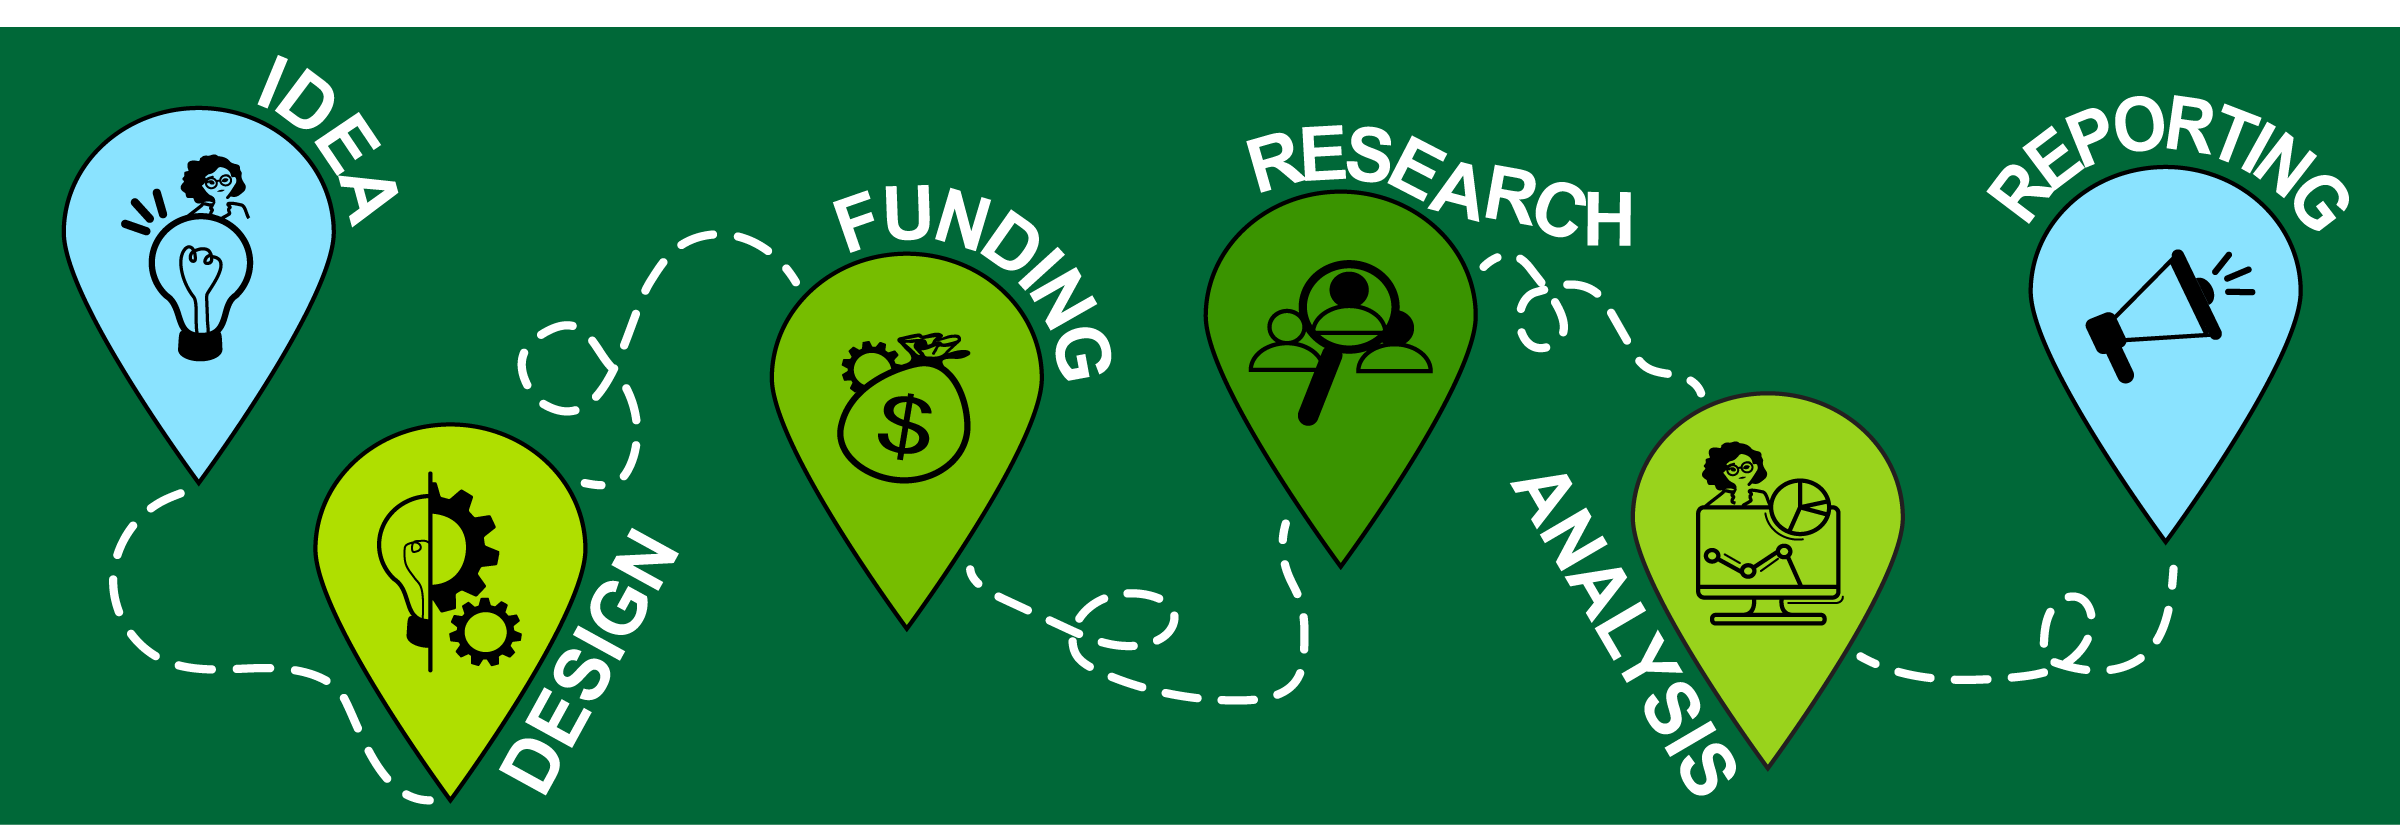 IDEA
DESIGN
FUNDING
$
RESEARCH
ANALYSIS
REPORTING